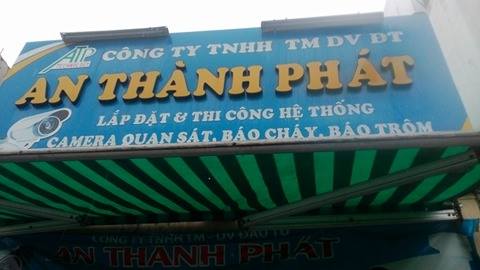 ATP
CÔNG TY TNHH TM DV ĐT
AN THÀNH PHÁT
LẮP ĐẶT & THI CÔNG HỆ THỐNG
CAMERA QUAN SÁT, BÁO CHÁY, BÁO TRỘM
CÔNG TY TNHH TM - DV ĐẦU TƯ
AN THÀNH PHÁT